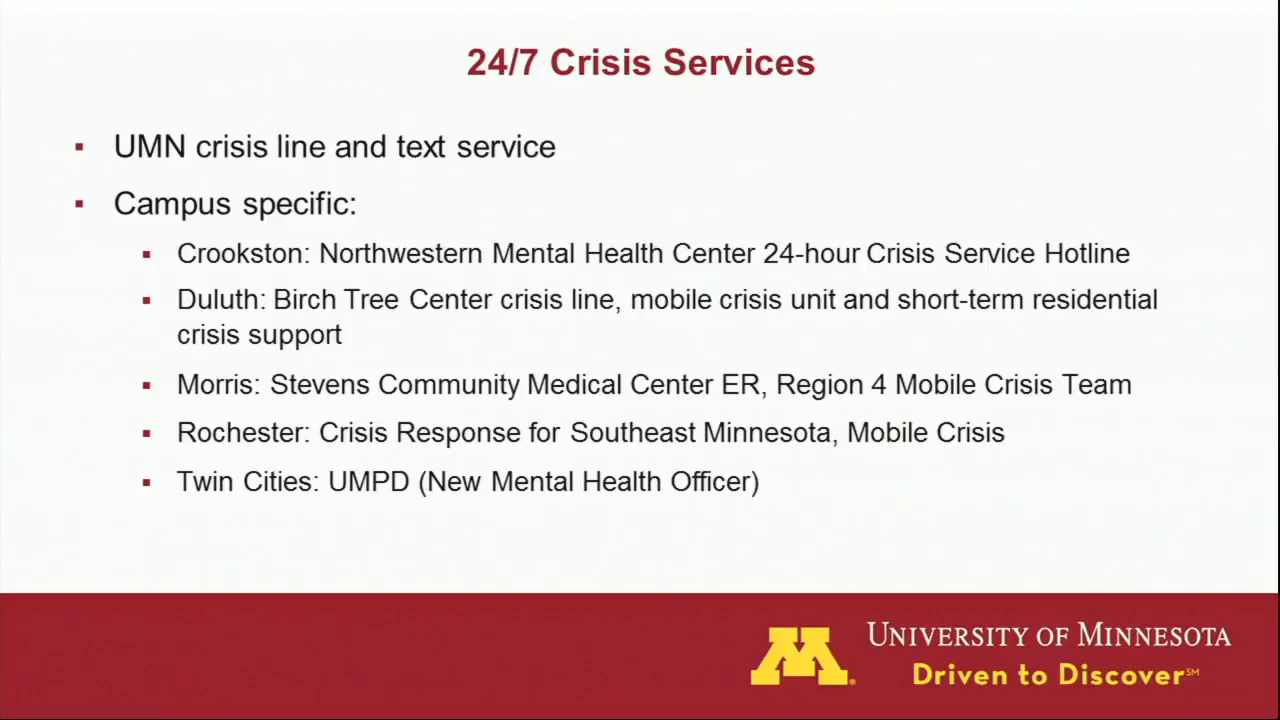 24/7 Crisis Services
▪ UMN crisis line and text service
▪ Campus specific:
▪ Crookston: Northwestern Mental Health Center 24-hour Crisis Service Hotline
▪ Duluth: Birch Tree Center crisis line, mobile crisis unit and short-term residential
crisis support
▪ Morris: Stevens Community Medical Center ER, Region 4 Mobile Crisis Team
▪ Rochester: Crisis Response for Southeast Minnesota, Mobile Crisis
▪ Twin Cities: UMPD (New Mental Health Officer)
M® UNIVERSITY OF MINNESOTA
Driven to Discover℠